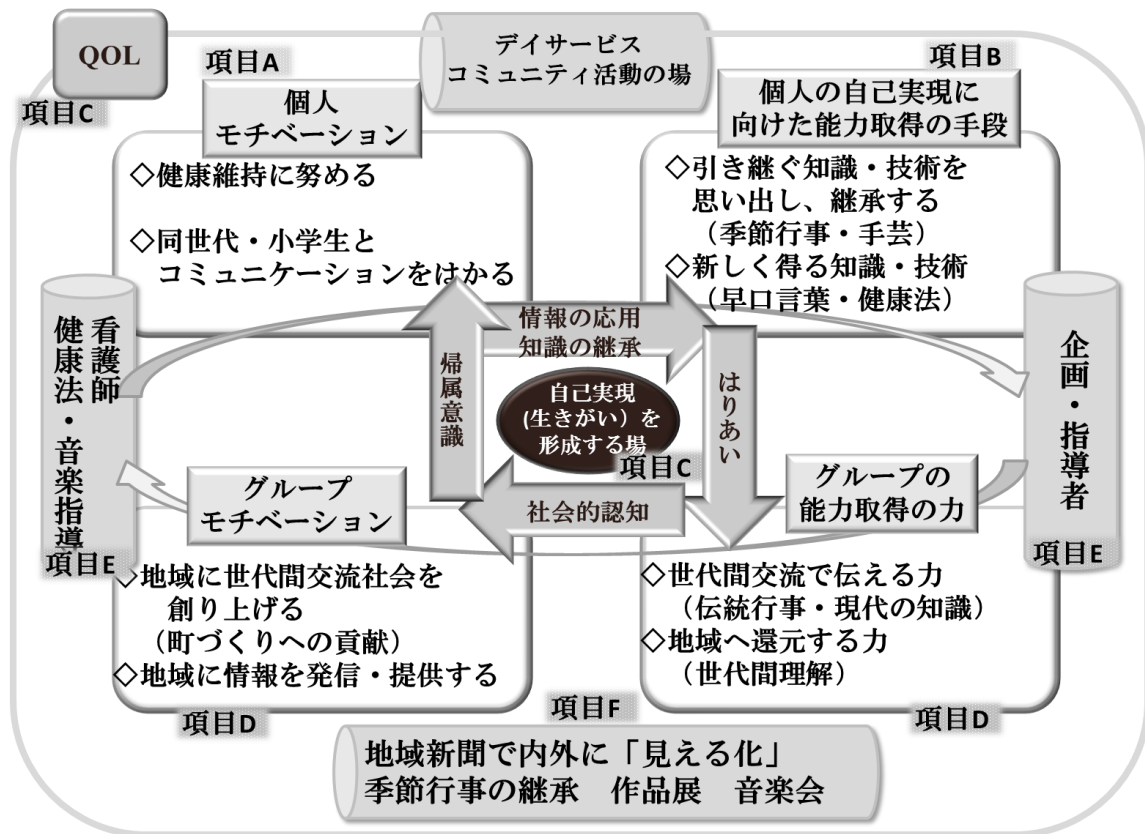 QOL
項目C
項目A
個人
モチベーション
◇健康維持に努める
◇同世代・小学生と
コミュニケーションをはかる
デイサービス
コミュニティ活動の場
項目B
個人の自己実現に
向けた能力取得の手段
◇引き継ぐ知識・技術を
思い出し、継承する
（季節行事・手芸）
◇新しく得る知識・技術
（早口言葉・健康法）
看護師
健康法・音楽指導
項目E
帰属意識
情報の応用
知識の継承
はりあい
社会的認知
自己実現
(生きがい）を
形成する場
項目C
企画・指導者
項目E
グループ
モチベーション
◇地域に世代間交流社会を
創り上げる
（町づくりへの貢献）
◇地域に情報を発信・提供する
項目D
グループの
能力取得の力
◇世代間交流で伝える力
（伝統行事・現代の知識）
◇地域へ還元する力
（世代間理解）
項目D
項目F
地域新聞で内外に「見える化」
季節行事の継承　作品展　音楽会